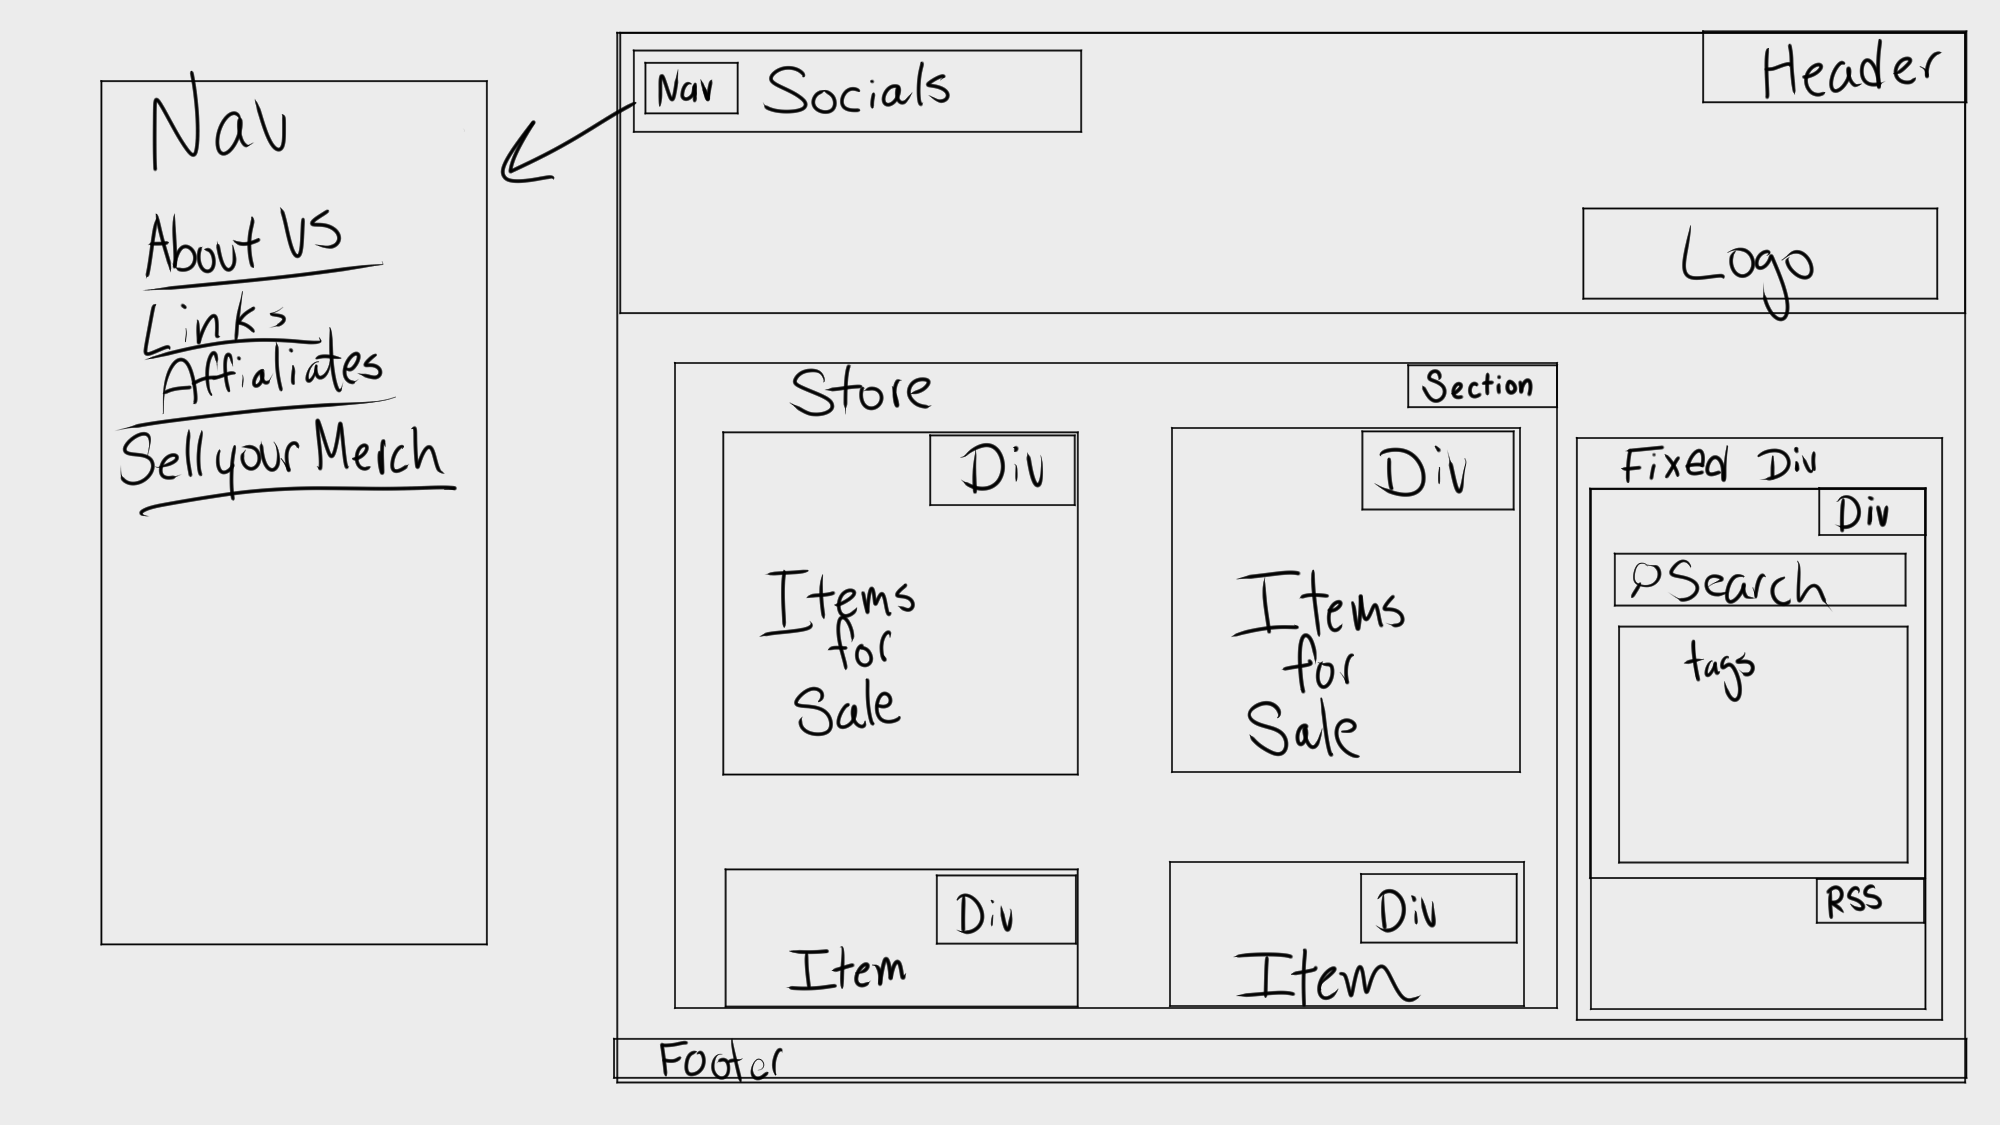 Nav
About US
Links
Affialiates
Sell your Merch
Nav
Socials
Header
Logo
Store
Section
Div
Items
for
Sale
Div
Items
for
Sale
Div
Item
Div
Item
Fixed Div
Div
Search
tags
RSS
Footer